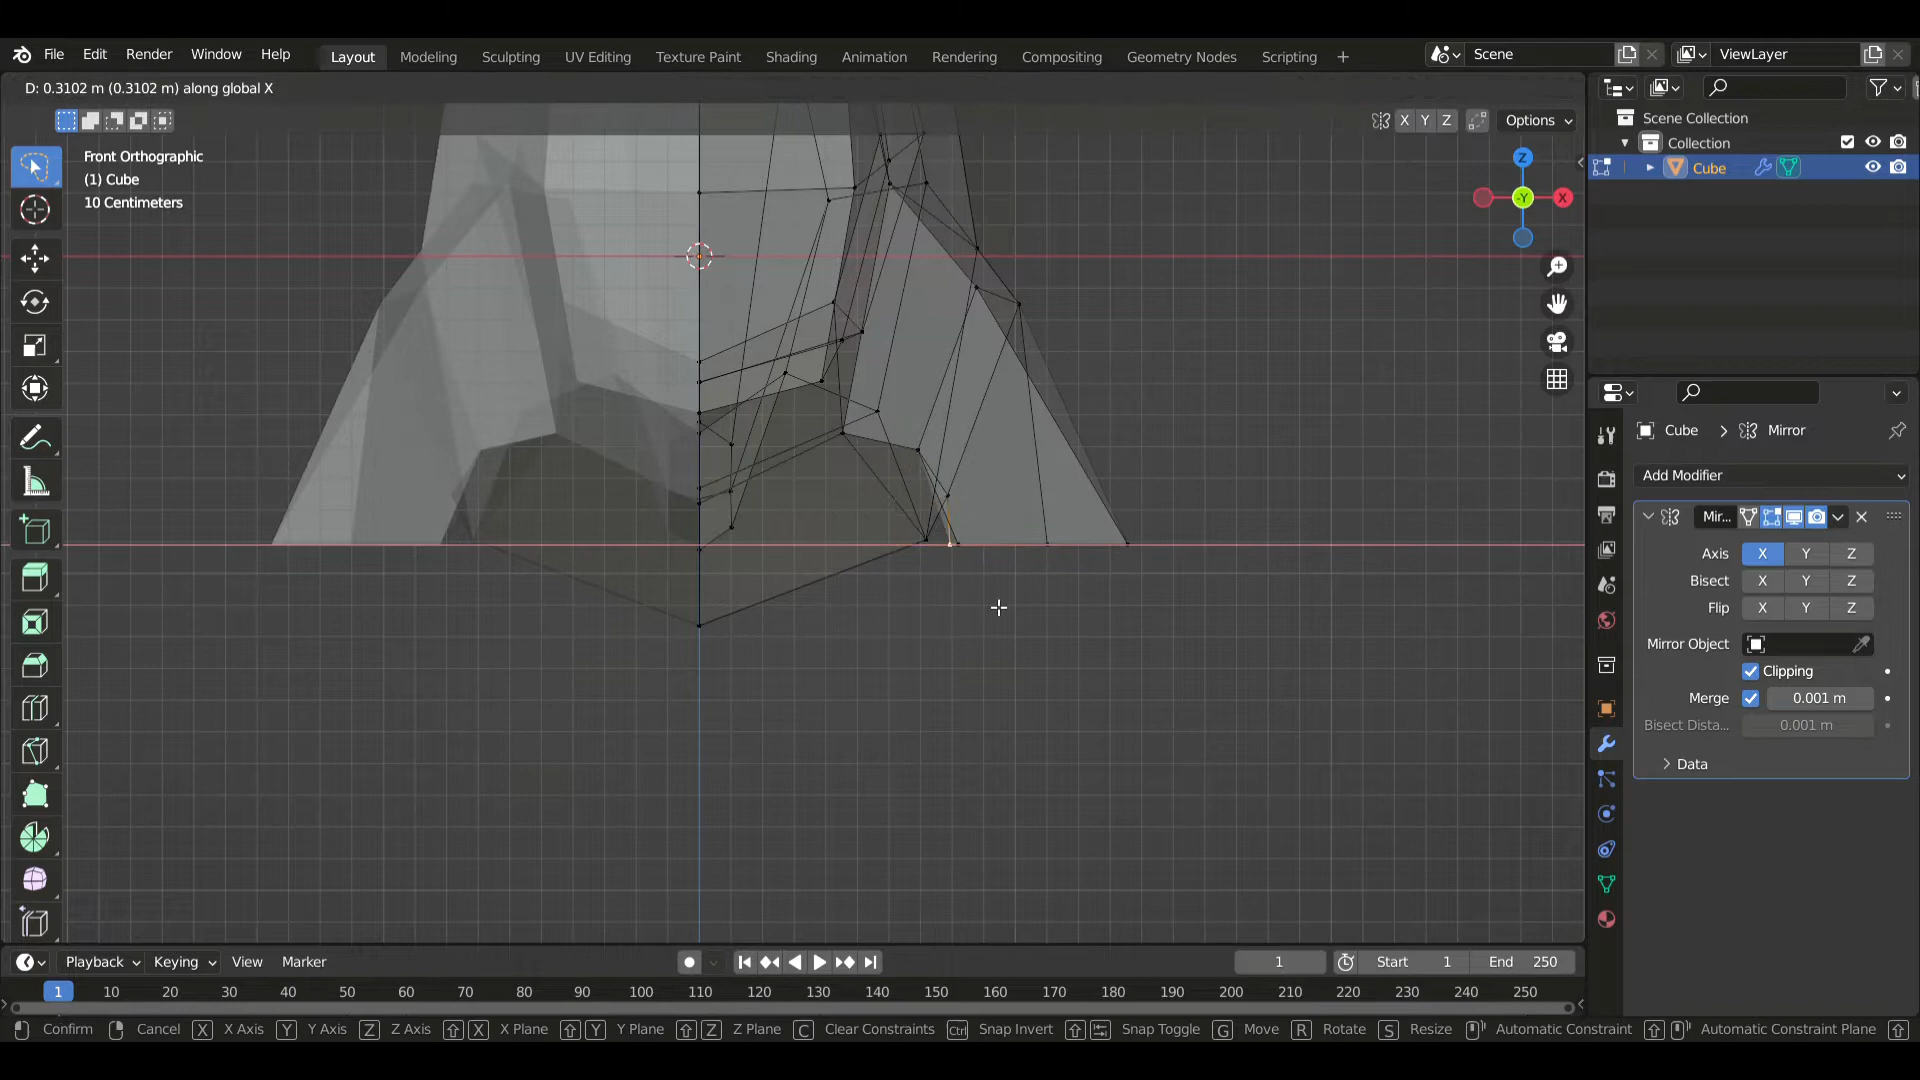 File Edit Render Window Help Layout Modeling Sculpting UV Editing Texture Paint Shading Animation Rendering Compositing Geometry Nodes Scripting + Scene ViewLayer
D: 0.3102 m (0.3102 m) along global X
X Y Z Options
Front Orthographic
(1) Cube
10 Centimeters
Z
-Y
X
Scene Collection
Collection
Cube
Cube > Mirror
Add Modifier
Mir...
Axis X Y Z
Bisect X Y Z
Flip X Y Z
Mirror Object
Clipping
Merge 0.001 m
Bisect Dista... 0.001 m
Data
Playback Keying View Marker 1 Start 1 End 250
1 10 20 30 40 50 60 70 80 90 100 110 120 130 140 150 160 170 180 190 200 210 220 230 240 250
Confirm Cancel X X Axis Y Y Axis Z Z Axis X X Plane Y Y Plane Z Z Plane C Clear Constraints Ctrl Snap Invert Snap Toggle G Move R Rotate S Resize Automatic Constraint Automatic Constraint Plane